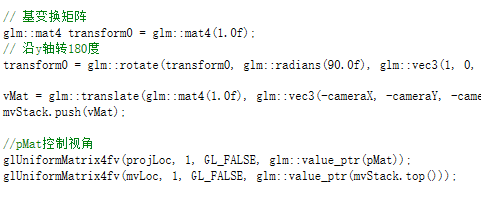 // 基变换矩阵
glm::mat4 transform0 = glm::mat4(1.0f);
// 沿y轴转180度
transform0 = glm::rotate(transform0, glm::radians(90.0f), glm::vec3(1, 0,
vMat = glm::translate(glm::mat4(1.0f), glm::vec3(-cameraX, -cameraY, -came
mvStack.push(vMat);
//pMat控制视角
glUniformMatrix4fv(projLoc, 1, GL_FALSE, glm::value_ptr(pMat));
glUniformMatrix4fv(mvLoc, 1, GL_FALSE, glm::value_ptr(mvStack.top()));